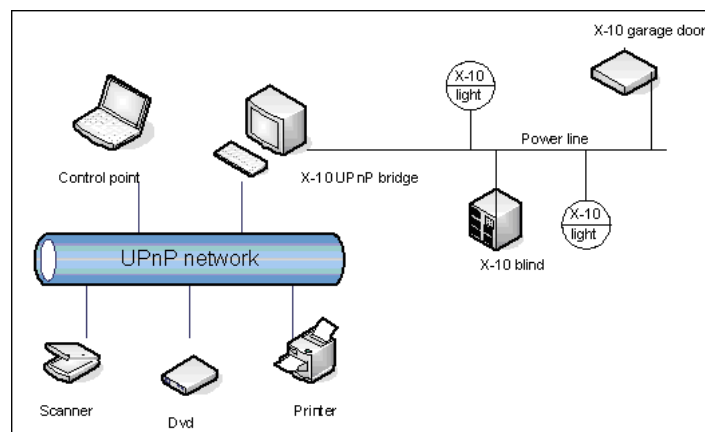 X-10 garage door
X-10
light
Power line
Control point
X-10 UPnP bridge
X-10
light
UPnP network
X-10 blind
Scanner
Dvd
Printer